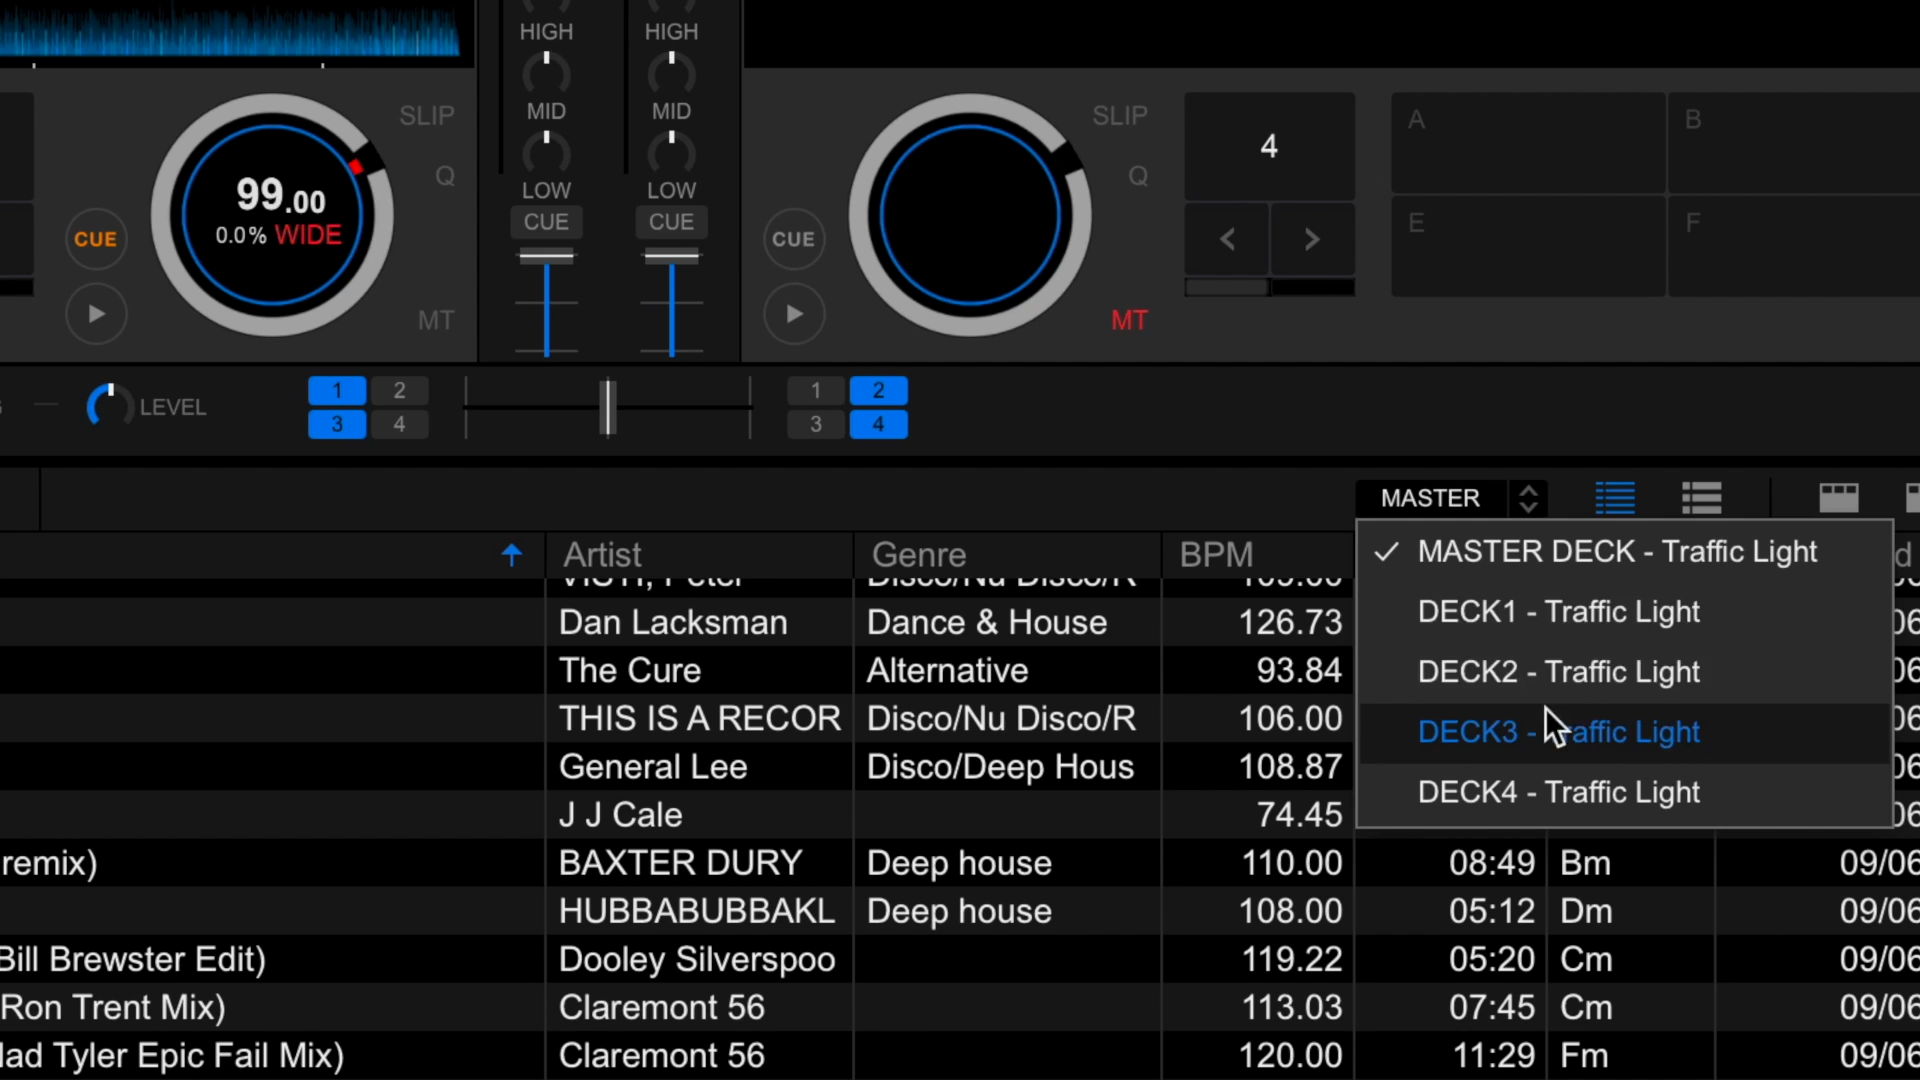 HIGH HIGH
MID MID
LOW LOW
CUE CUE
SLIP
Q
99.00
0.0% WIDE
CUE
MT
SLIP
Q
CUE
MT
4
A B
E F
LEVEL
1 2
3 4
1 2
3 4
MASTER
MASTER DECK - Traffic Light
DECK1 - Traffic Light
DECK2 - Traffic Light
DECK3 - Traffic Light
DECK4 - Traffic Light
Artist Genre BPM
Dan Lacksman Dance & House 126.73
The Cure Alternative 93.84
THIS IS A RECOR Disco/Nu Disco/R 106.00
General Lee Disco/Deep Hous 108.87
J J Cale 74.45
remix) BAXTER DURY Deep house 110.00 08:49 Bm 09/06
HUBBABUBBAKL Deep house 108.00 05:12 Dm 09/06
Bill Brewster Edit) Dooley Silverspoo 119.22 05:20 Cm 09/06
(Ron Trent Mix) Claremont 56 113.03 07:45 Cm 09/06
Tyler Epic Fail Mix) Claremont 56 120.00 11:29 Fm 09/06